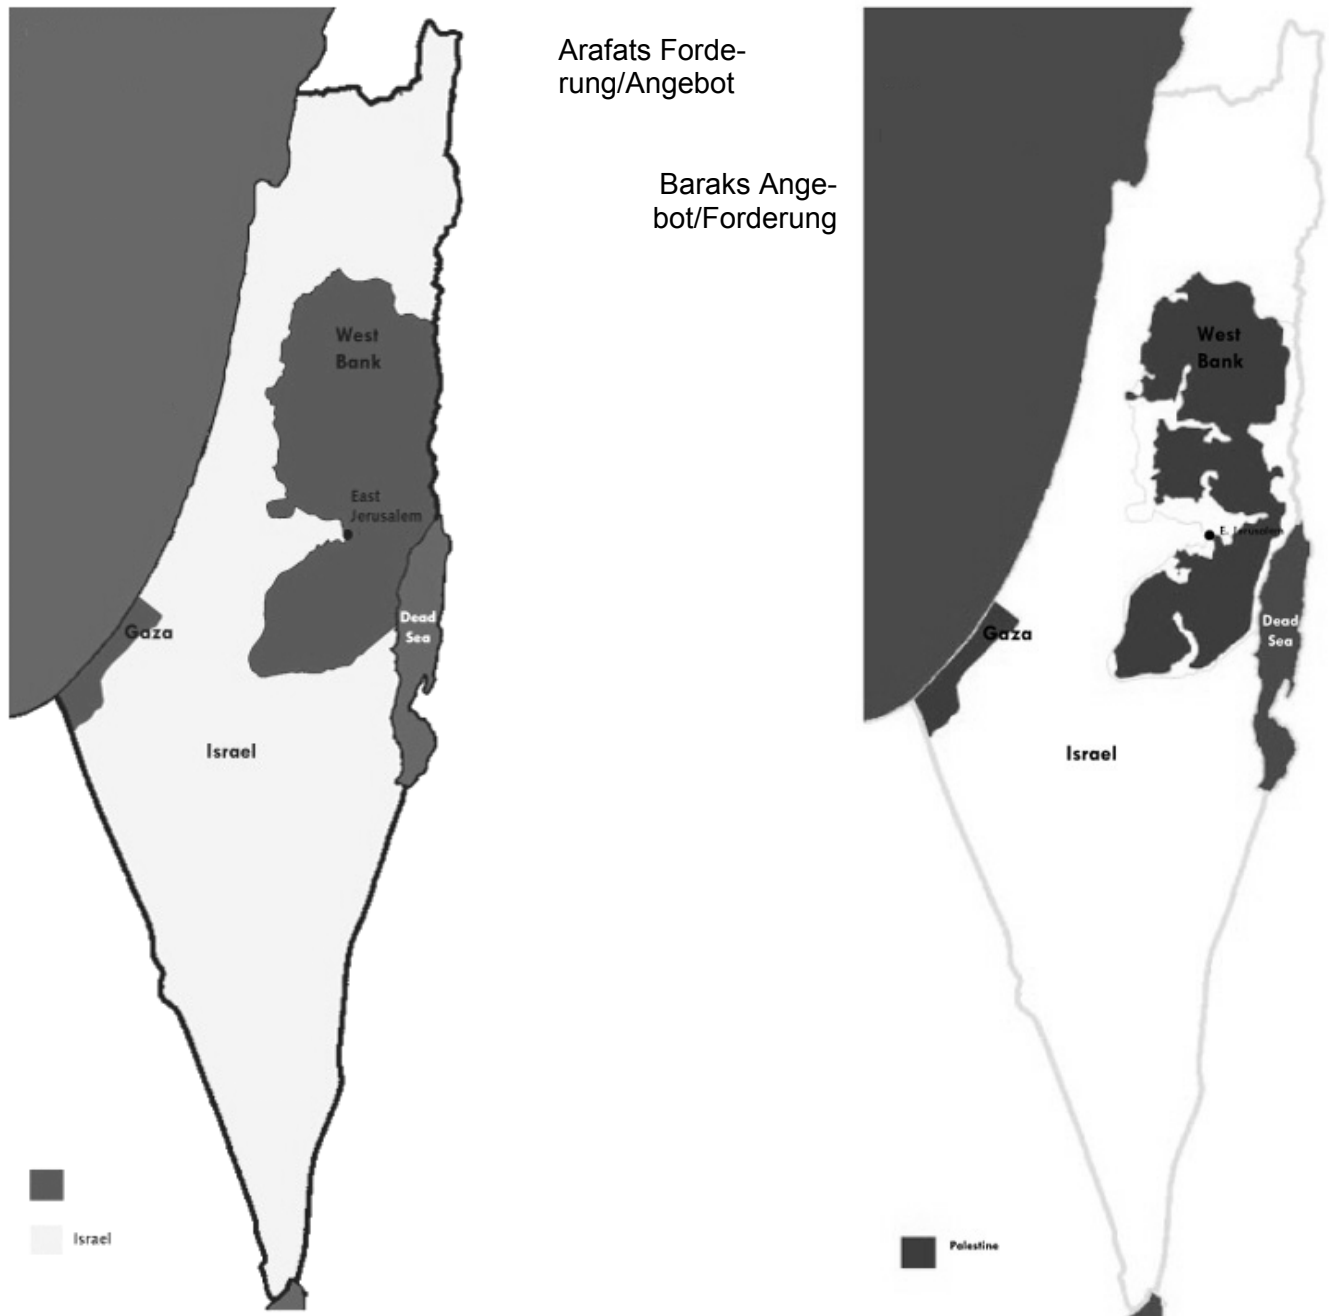 Arafats Forde-
rung/Angebot
Baraks Ange-
bot/Forderung
West
Bank
East
Jerusalem
Dead
Sea
Gaza
Israel
Israel
West
Bank
E. Jerusalem
Dead
Sea
Gaza
Israel
Palestine